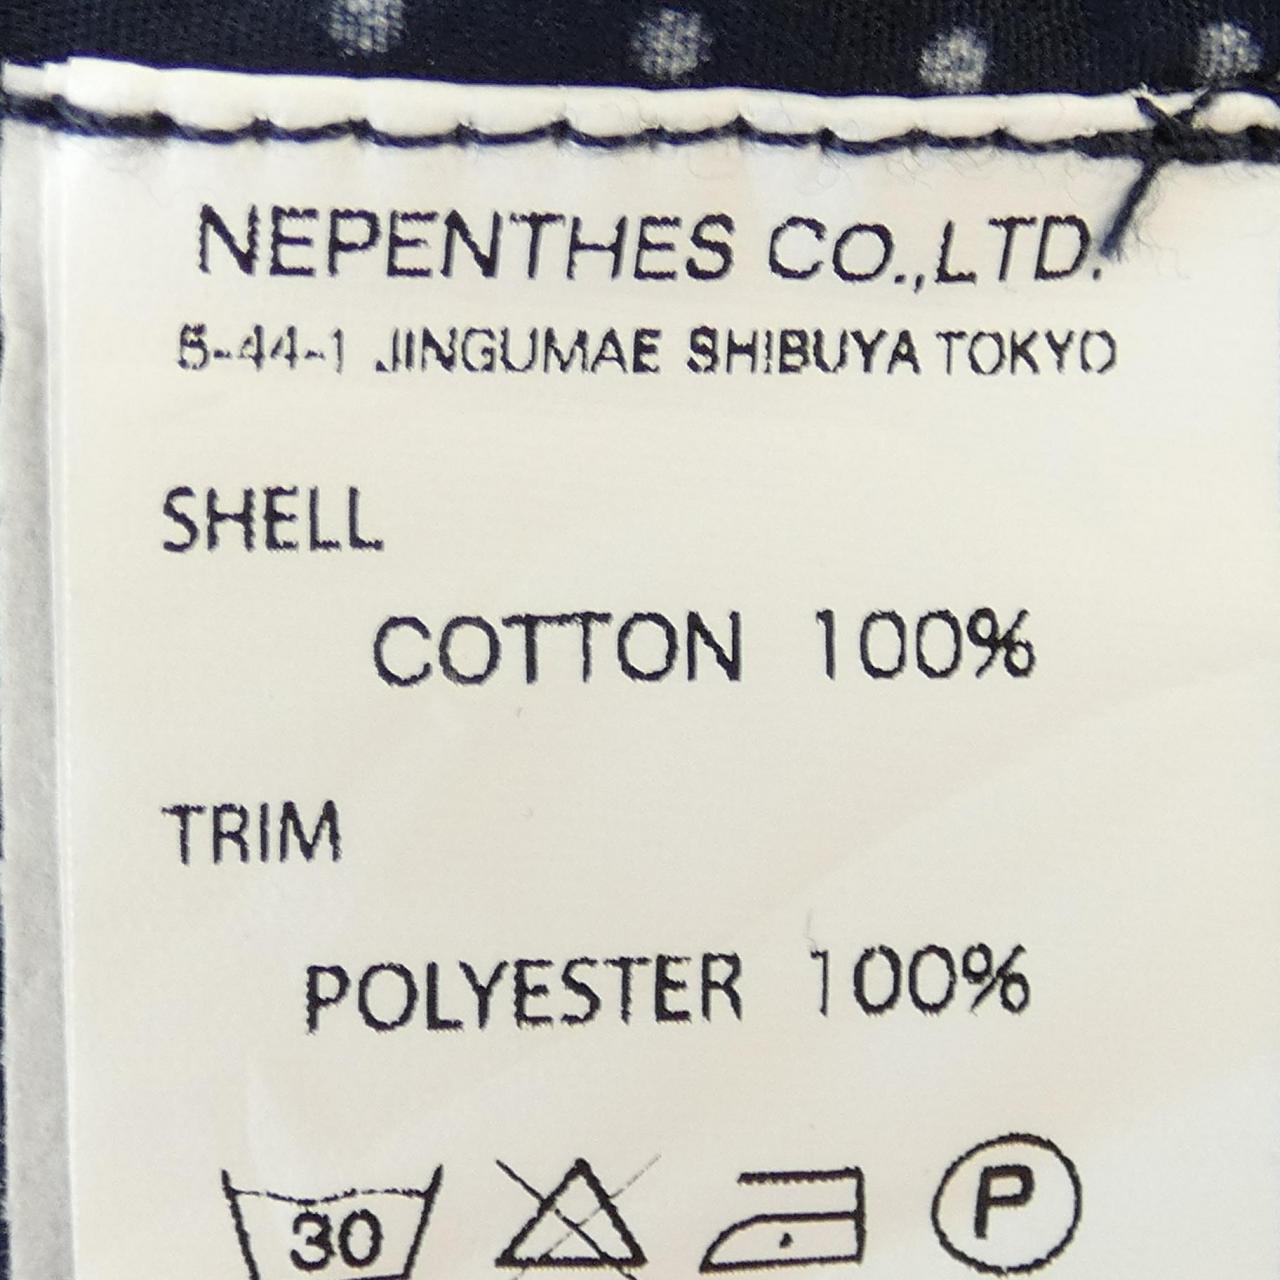 NEPENTHES CO.,LTD.
5-44-1 JINGUMAE SHIBUYA TOKYO
SHELL
COTTON 100%
TRIM
POLYESTER 100%
30
P